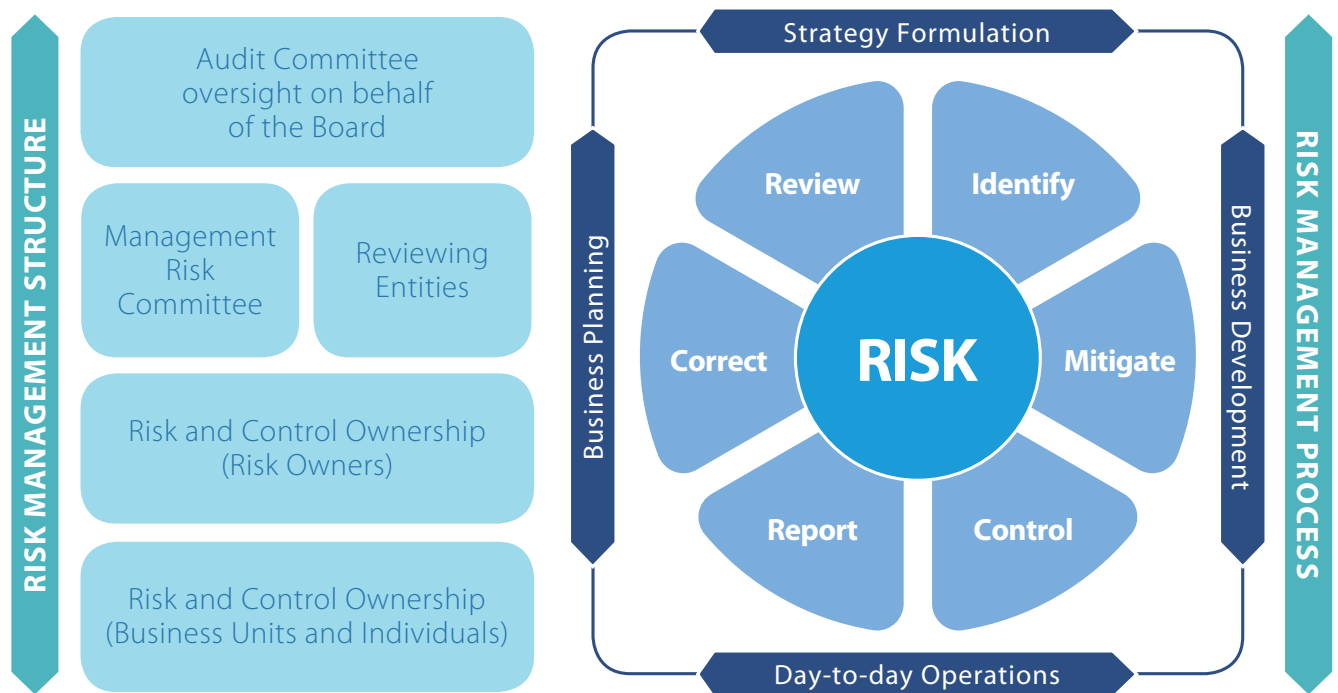 RISK MANAGEMENT STRUCTURE
Audit Committee
oversight on behalf
of the Board
Management
Risk
Committee
Reviewing
Entities
Risk and Control Ownership
(Risk Owners)
Risk and Control Ownership
(Business Units and Individuals)
Strategy Formulation
Business Planning
Review
Identify
Correct
RISK
Mitigate
Report
Control
Business Development
Day-to-day Operations
RISK MANAGEMENT PROCESS